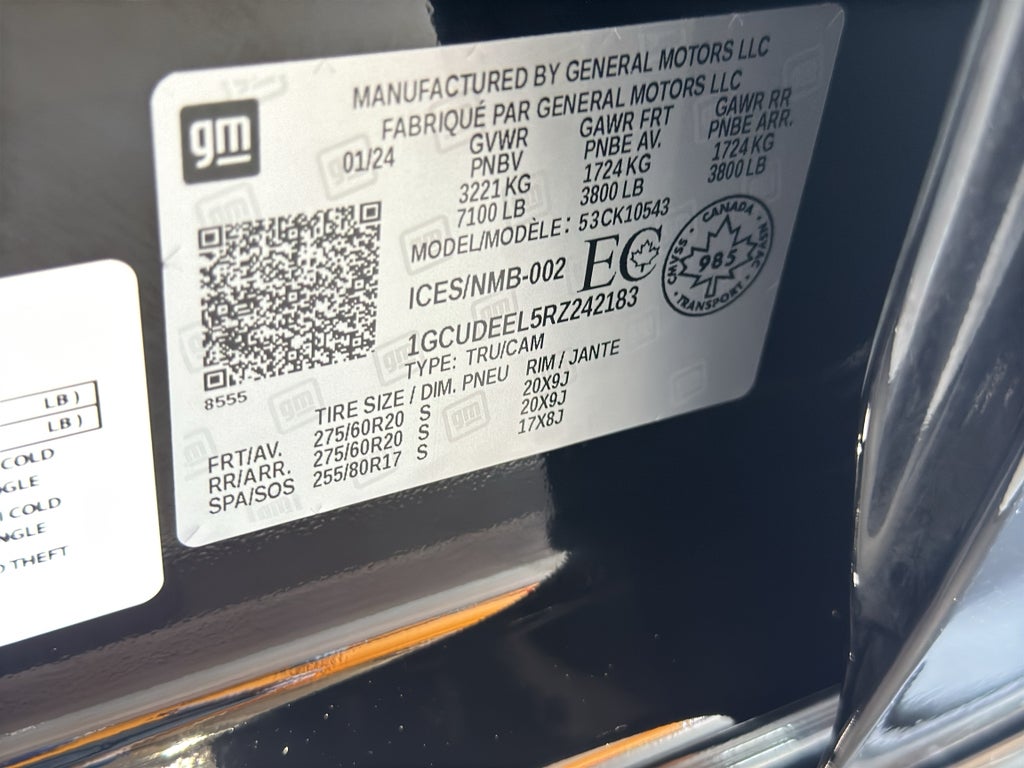 MANUFACTURED BY GENERAL MOTORS LLC
FABRIQUÉ PAR GENERAL MOTORS LLC
gm
01/24
GVWR GAWR FRT GAWR RR
PNBV PNBE AV. PNBE ARR.
3221 KG 1724 KG 1724 KG
7100 LB 3800 LB 3800 LB
MODEL/MODÈLE: 53CK10543
ICES/NMB-002 EC
CANADA
NSVAC
TRANSPORT
CMVSS
985
1GCUDEEL5RZ242183
TYPE: TRU/CAM
8555
TIRE SIZE / DIM. PNEU RIM / JANTE
FRT/AV. 275/60R20 S 20X9J
RR/ARR. 275/60R20 S 20X9J
SPA/SOS 255/80R17 S 17X8J
LB )
LB )
COLD
COLD
THEFT